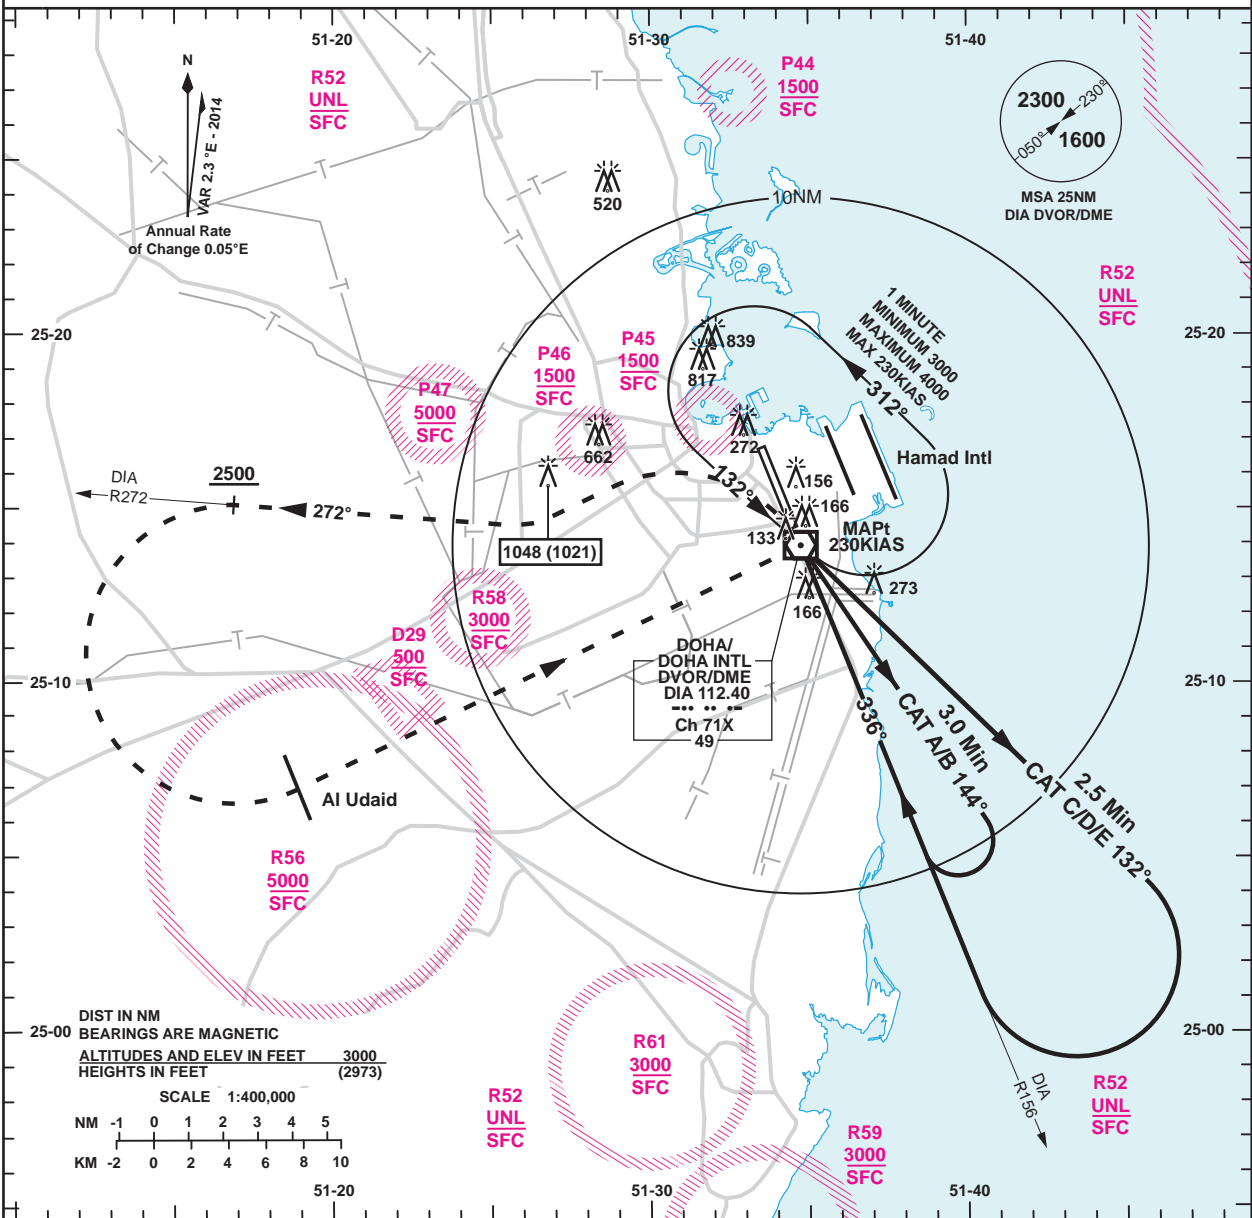 51-20
51-30
51-40
N
VAR 2.3 °E - 2014
Annual Rate
of Change 0.05°E
R52
UNL
SFC
P44
1500
SFC
2300
230°
050°
1600
MSA 25NM
DIA DVOR/DME
520
10NM
R52
UNL
SFC
25-20
25-20
1 MINUTE
MINIMUM 3000
MAXIMUM 4000
MAX 230KIAS
312°
839
817
P45
1500
SFC
P46
1500
SFC
P47
5000
SFC
662
272
Hamad Intl
132°
156
166
133
MAPt
230KIAS
DIA
R272
2500
272°
1048 (1021)
166
273
R58
3000
SFC
D29
500
SFC
DOHA/
DOHA INTL
DVOR/DME
DIA 112.40
Ch 71X
49
25-10
25-10
336°
3.0 Min
CAT A/B 144°
2.5 Min
CAT C/D/E 132°
Al Udaid
R56
5000
SFC
25-00
25-00
DIST IN NM
BEARINGS ARE MAGNETIC
ALTITUDES AND ELEV IN FEET 3000
HEIGHTS IN FEET (2973)
SCALE 1:400,000
NM -1 0 1 2 3 4 5
KM -2 0 2 4 6 8 10
R61
3000
SFC
R52
UNL
SFC
R59
3000
SFC
DIA
R156
R52
UNL
SFC
51-20
51-30
51-40